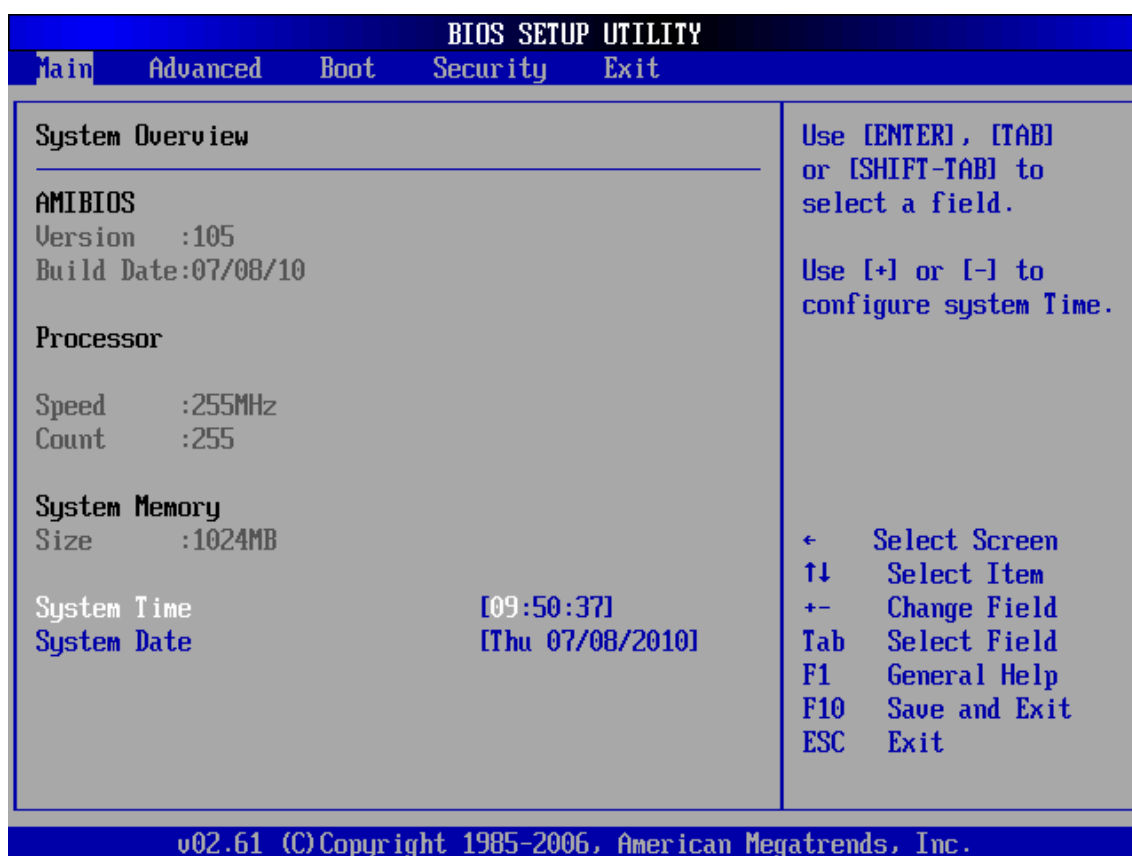 BIOS SETUP UTILITY
Main Advanced Boot Security Exit
System Overview
AMIBIOS
Version :105
Build Date:07/08/10
Processor
Speed :255MHz
Count :255
System Memory
Size :1024MB
System Time [09:50:37]
System Date [Thu 07/08/2010]
Use [ENTER], [TAB]
or [SHIFT-TAB] to
select a field.
Use [+] or [-] to
configure system Time.
← Select Screen
↑↓ Select Item
+- Change Field
Tab Select Field
F1 General Help
F10 Save and Exit
ESC Exit
v02.61 (C)Copyright 1985-2006, American Megatrends, Inc.